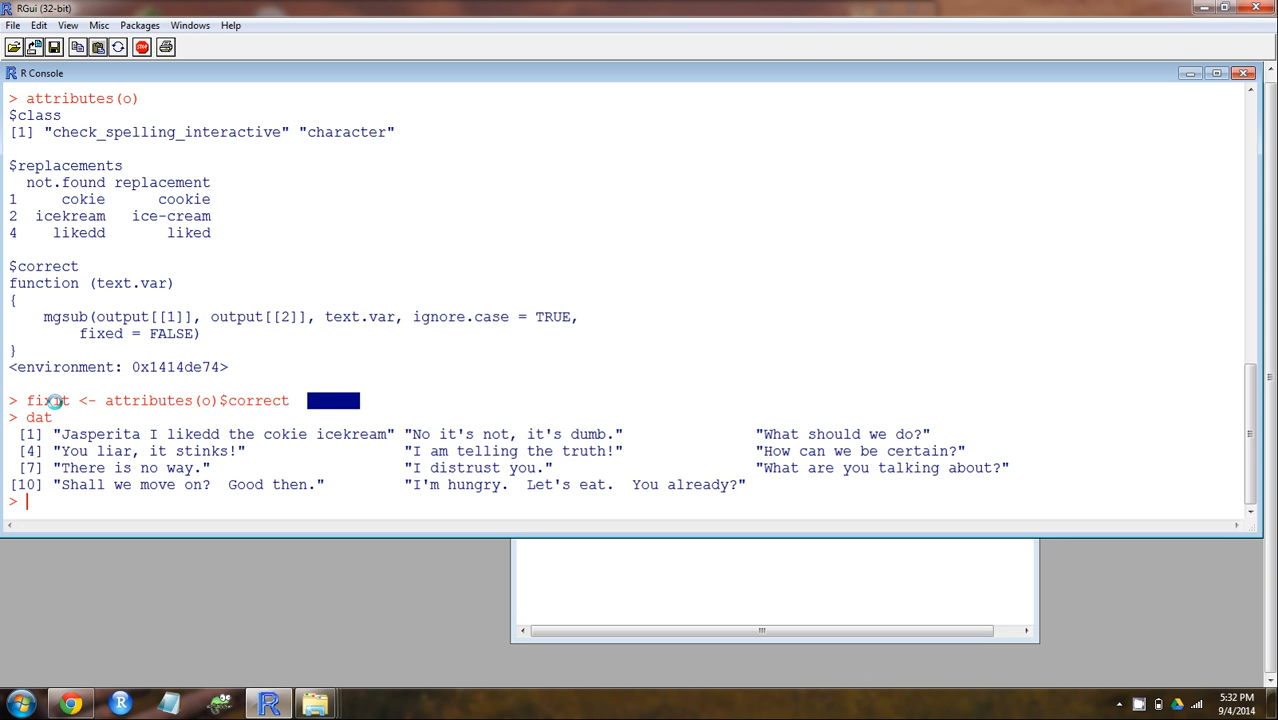 RGui (32-bit)
File Edit View Misc Packages Windows Help
STOP
R Console
> attributes(o)
$class
[1] "check_spelling_interactive" "character"
$replacements
not.found replacement
1 cokie cookie
2 icekream ice-cream
4 likedd liked
$correct
function (text.var)
{
mgsub(output[[1]], output[[2]], text.var, ignore.case = TRUE,
fixed = FALSE)
}
<environment: 0x1414de74>
> fixit <- attributes(o)$correct
> dat
[1] "Jasperita I likedd the cokie icekream" "No it's not, it's dumb." "What should we do?"
[4] "You liar, it stinks!" "I am telling the truth!" "How can we be certain?"
[7] "There is no way." "I distrust you." "What are you talking about?"
[10] "Shall we move on?  Good then." "I'm hungry.  Let's eat.  You already?"
>
5:32 PM
9/4/2014